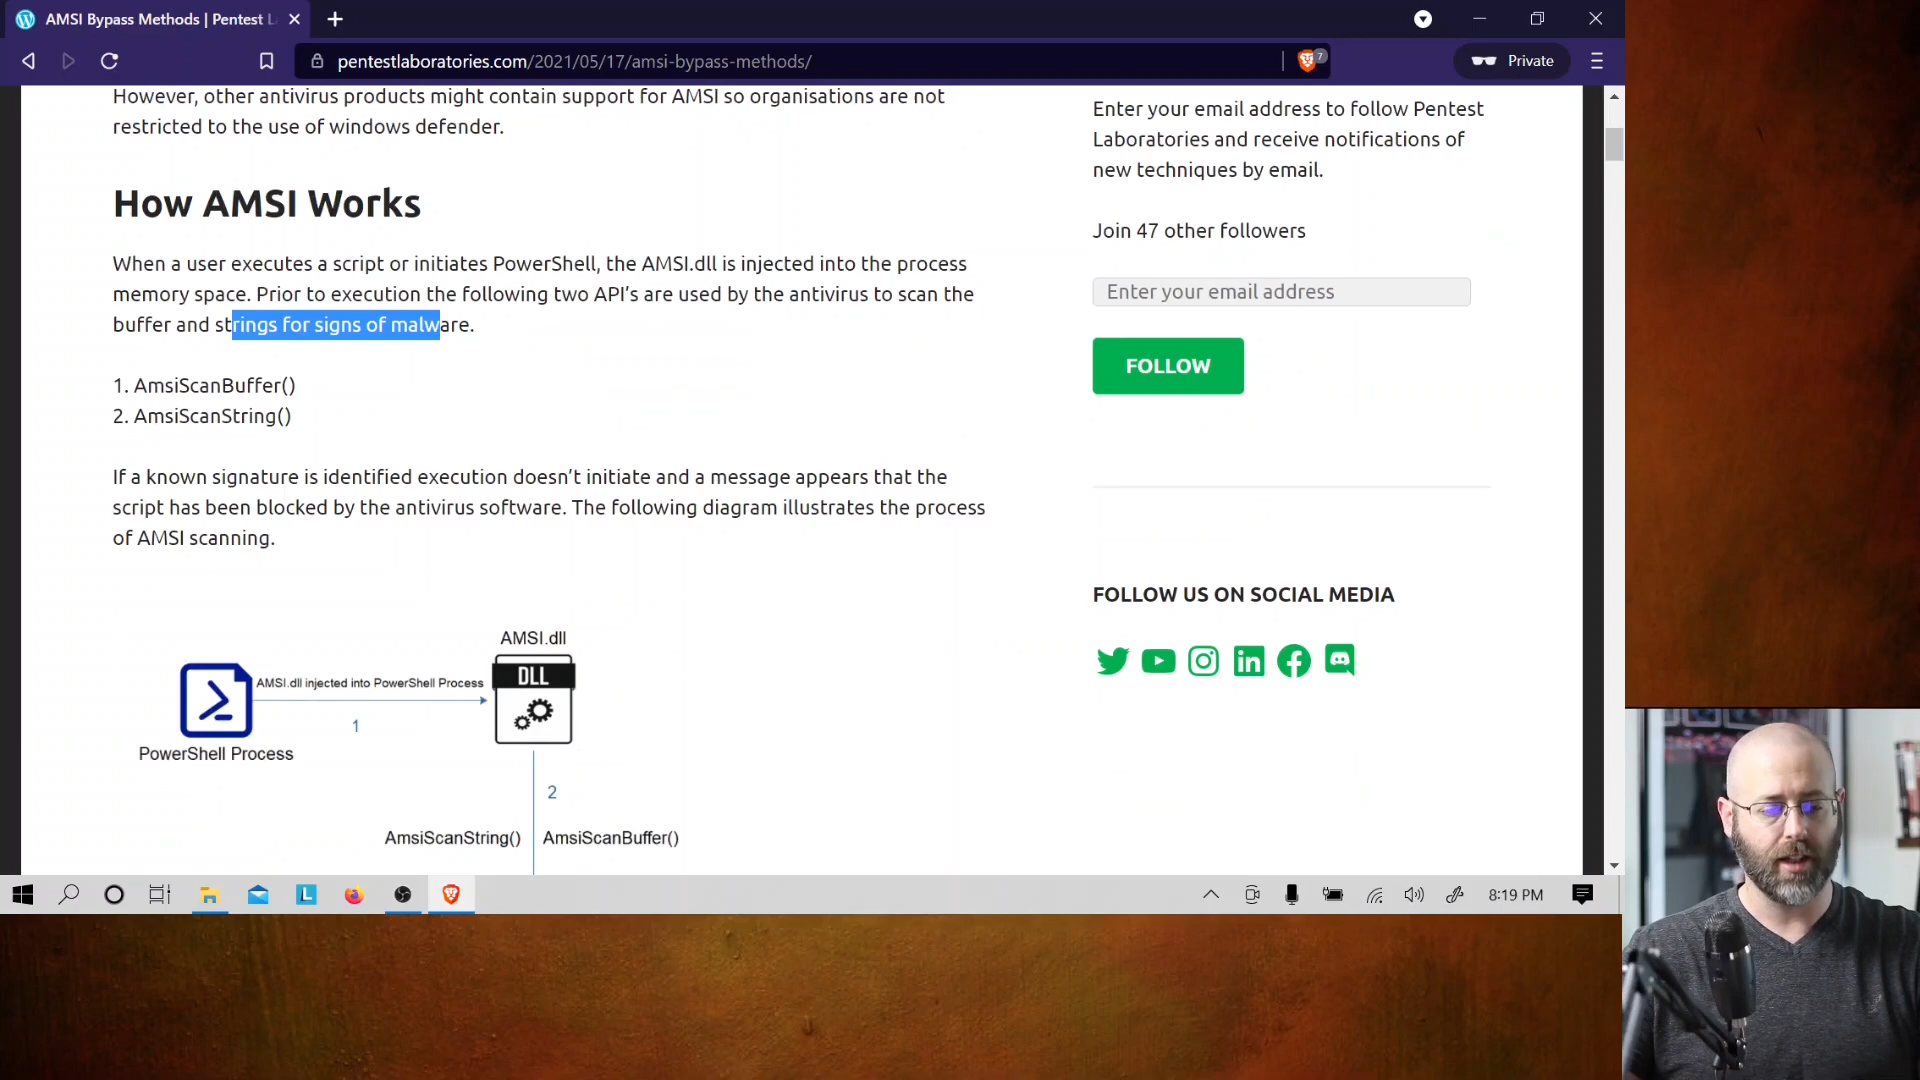 AMSI Bypass Methods | Pentest L
pentestlaboratories.com/2021/05/17/amsi-bypass-methods/
7
Private
However, other antivirus products might contain support for AMSI so organisations are not
restricted to the use of windows defender.
How AMSI Works
When a user executes a script or initiates PowerShell, the AMSI.dll is injected into the process
memory space. Prior to execution the following two API’s are used by the antivirus to scan the
buffer and strings for signs of malware.
1. AmsiScanBuffer()
2. AmsiScanString()
If a known signature is identified execution doesn’t initiate and a message appears that the
script has been blocked by the antivirus software. The following diagram illustrates the process
of AMSI scanning.
AMSI.dll
DLL
AMSI.dll injected into PowerShell Process
1
PowerShell Process
2
AmsiScanString()
AmsiScanBuffer()
Enter your email address to follow Pentest
Laboratories and receive notifications of
new techniques by email.
Join 47 other followers
Enter your email address
FOLLOW
FOLLOW US ON SOCIAL MEDIA
in
L
8:19 PM